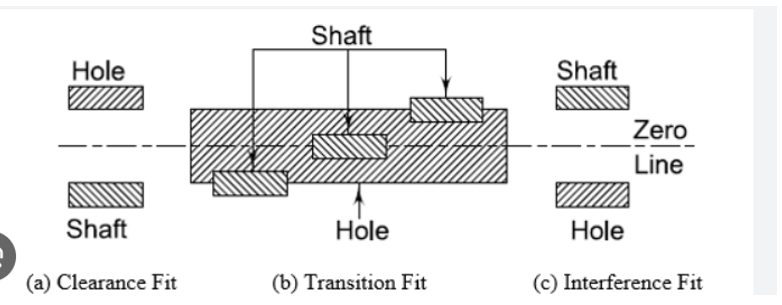 Shaft
Hole
Shaft
Zero
Line
Shaft
Hole
Hole
(a) Clearance Fit
(b) Transition Fit
(c) Interference Fit